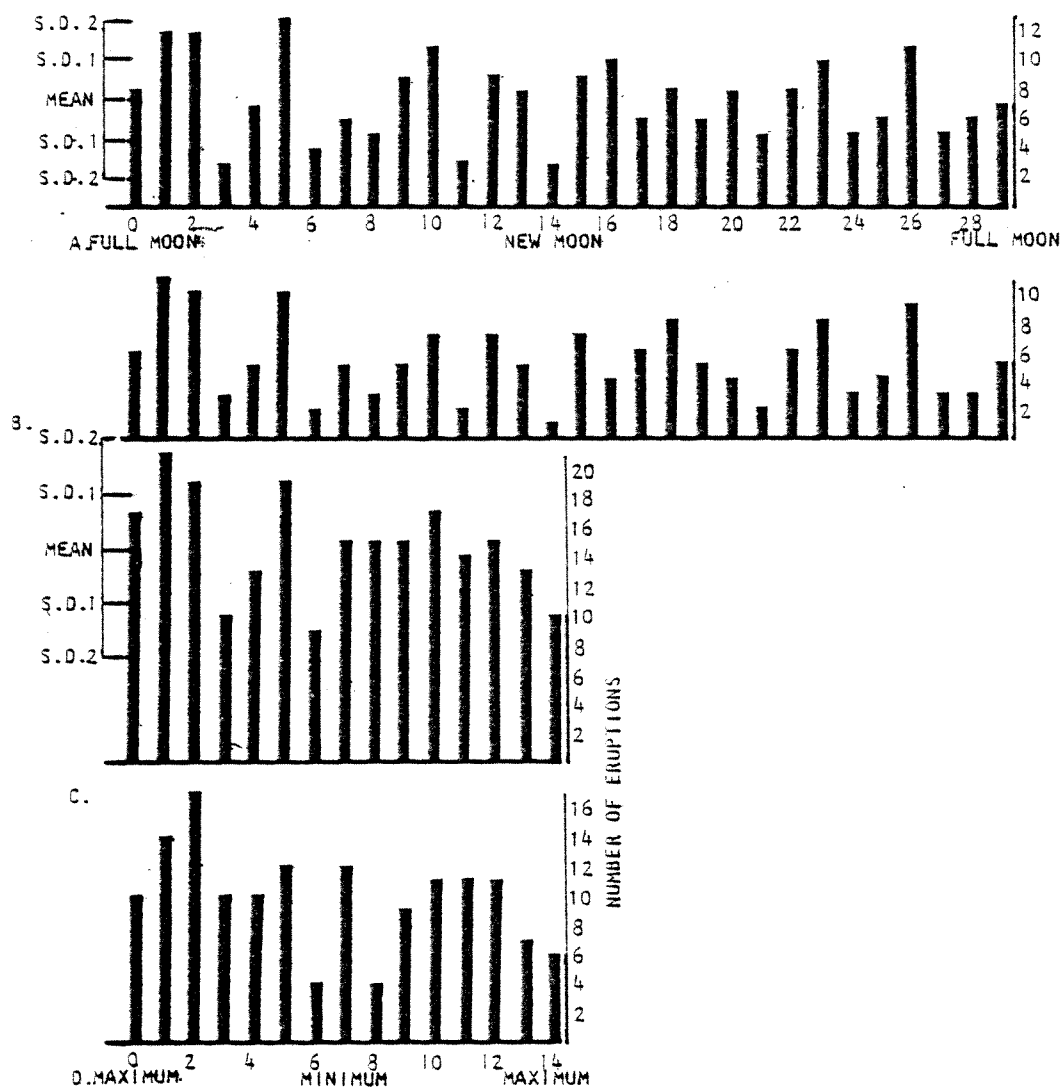 S.D.2
S.D.1
MEAN
S.D.1
S.D.2
12
10
8
6
4
2
0 2 4 6 8 10 12 14 16 18 20 22 24 26 28
A.FULL MOON NEW MOON FULL MOON
10
8
6
4
2
B.
S.D.2
S.D.1
MEAN
S.D.1
S.D.2
20
18
16
14
12
10
8
6
4
2
NUMBER OF ERUPTIONS
C.
16
14
12
10
8
6
4
2
0 2 4 6 8 10 12 14
D.MAXIMUM MINIMUM MAXIMUM